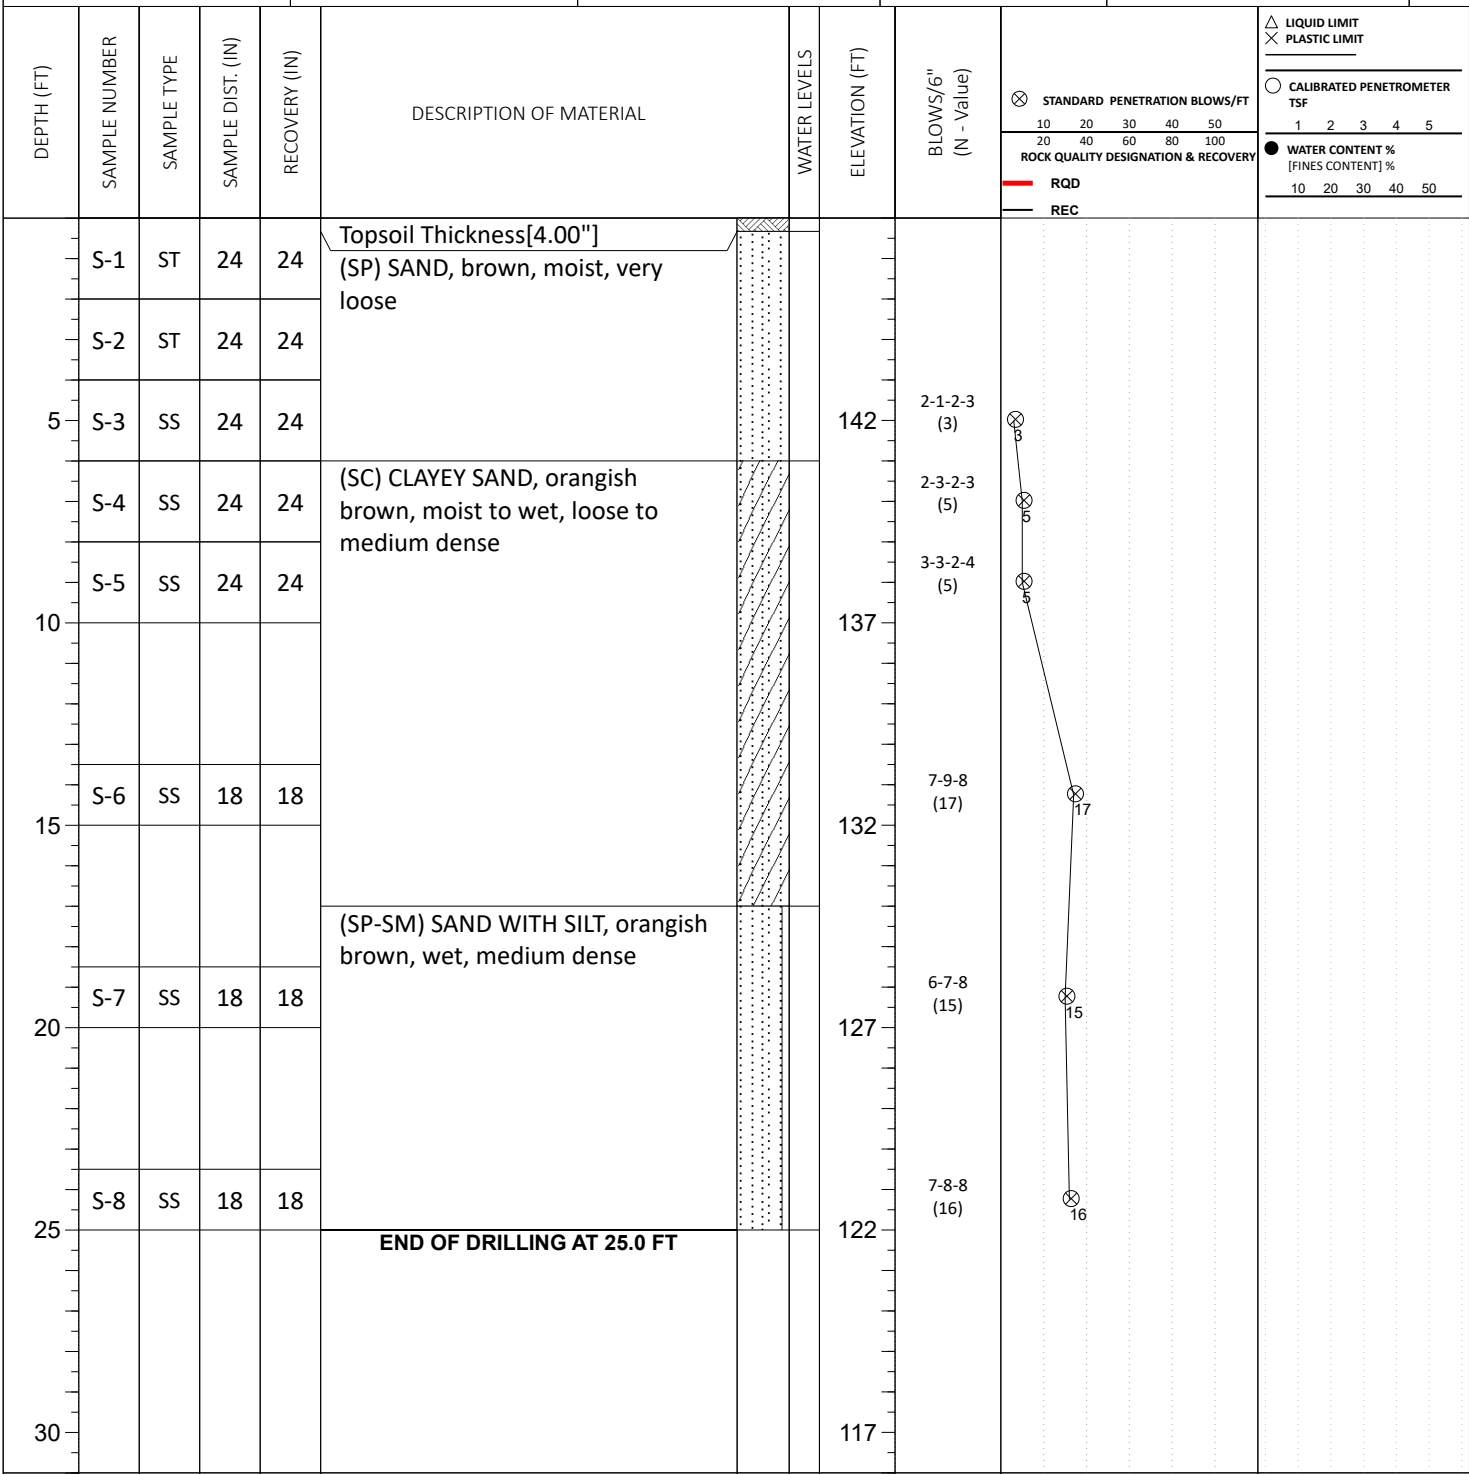 DEPTH (FT)
SAMPLE NUMBER
SAMPLE TYPE
SAMPLE DIST. (IN)
RECOVERY (IN)
DESCRIPTION OF MATERIAL
WATER LEVELS
ELEVATION (FT)
BLOWS/6"
(N - Value)
STANDARD PENETRATION BLOWS/FT
10 20 30 40 50
20 40 60 80 100
ROCK QUALITY DESIGNATION & RECOVERY
RQD
REC
LIQUID LIMIT
PLASTIC LIMIT
CALIBRATED PENETROMETER
TSF
1 2 3 4 5
WATER CONTENT %
[FINES CONTENT] %
10 20 30 40 50
Topsoil Thickness[4.00"]
S-1 ST 24 24
(SP) SAND, brown, moist, very
loose
S-2 ST 24 24
5 S-3 SS 24 24 142
2-1-2-3
(3)
3
(SC) CLAYEY SAND, orangish
brown, moist to wet, loose to
medium dense
S-4 SS 24 24
2-3-2-3
(5)
5
S-5 SS 24 24
3-3-2-4
(5)
5
10 137
S-6 SS 18 18
7-9-8
(17)
17
15 132
(SP-SM) SAND WITH SILT, orangish
brown, wet, medium dense
S-7 SS 18 18
6-7-8
(15)
15
20 127
S-8 SS 18 18
7-8-8
(16)
16
25 122
END OF DRILLING AT 25.0 FT
30 117